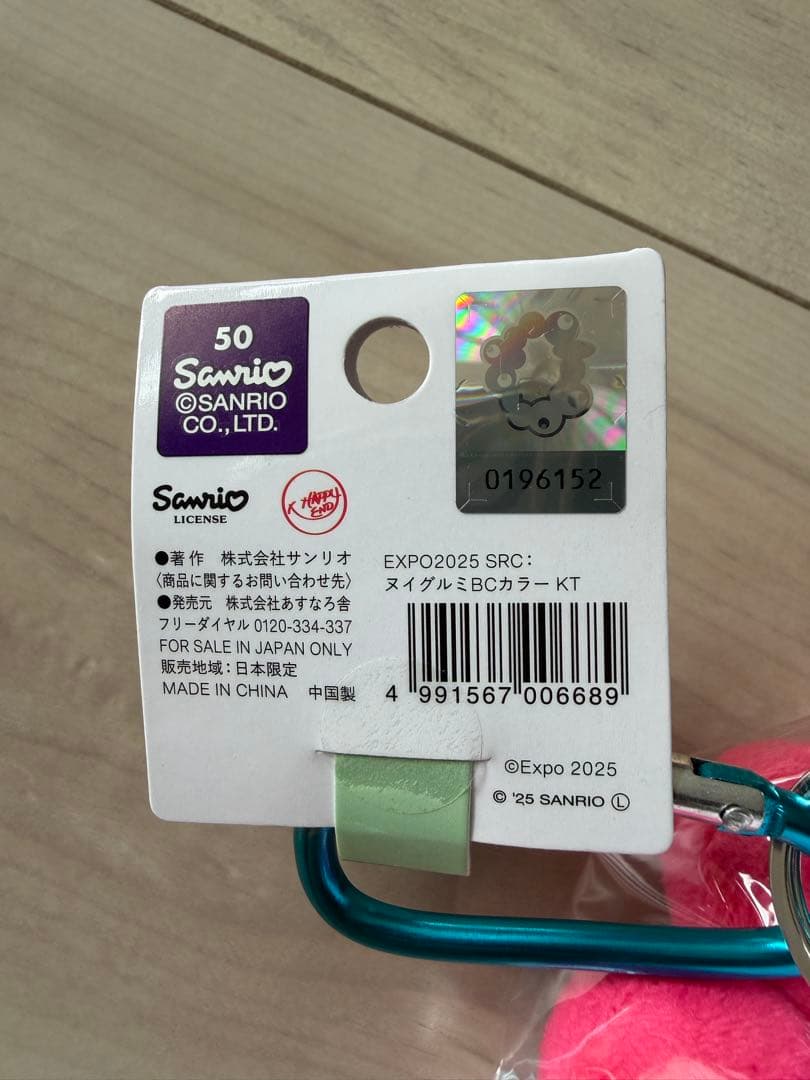 50
Sanrio
©SANRIO
CO., LTD.
0196152
Sanrio
LICENSE
K HAPPY
END
●著作 株式会社サンリオ
〈商品に関するお問い合わせ先〉
●発売元 株式会社あすなろ舎
フリーダイヤル 0120-334-337
FOR SALE IN JAPAN ONLY
販売地域：日本限定
MADE IN CHINA 中国製
EXPO2025 SRC：
ヌイグルミBCカラー KT
4 991567 006689
©Expo 2025
© '25 SANRIO Ⓛ